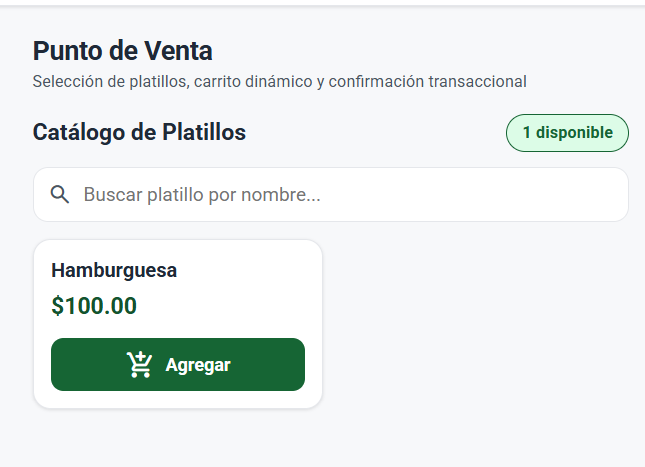 Punto de Venta
Selección de platillos, carrito dinámico y confirmación transaccional
Catálogo de Platillos
1 disponible
Buscar platillo por nombre...
Hamburguesa
$100.00
Agregar